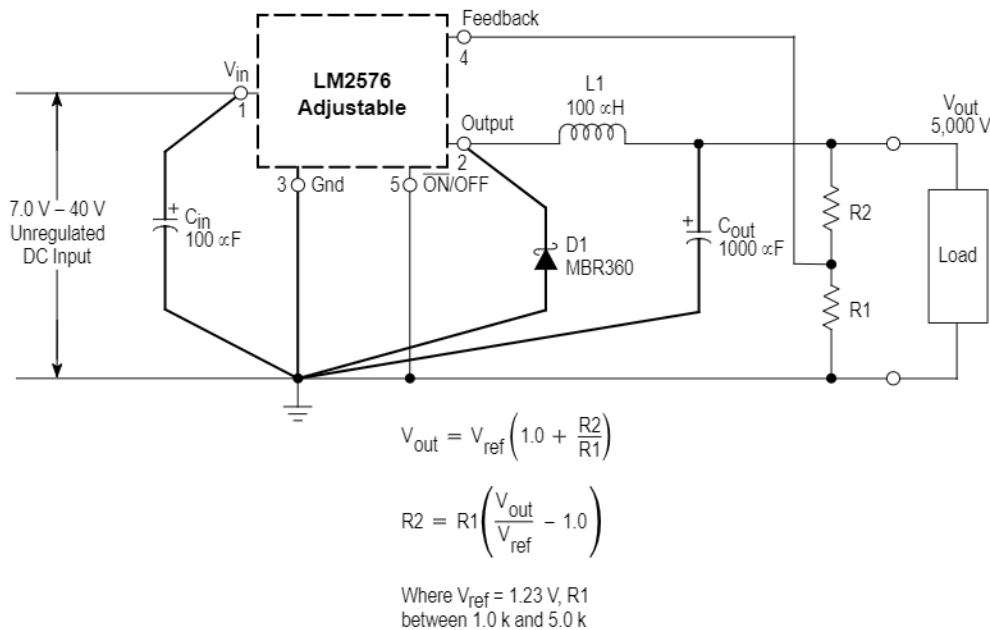 Feedback
4
Vin
1
LM2576
Adjustable
L1
100 ∝H
Output
2
Vout
5,000 V
3 Gnd
5 O̅N̅/OFF
7.0 V – 40 V
Unregulated
DC Input
+ Cin
100 ∝F
D1
MBR360
+ Cout
1000 ∝F
R2
R1
Load
Vout = Vref (1.0 + R2/R1)
R2 = R1 (Vout/Vref – 1.0)
Where Vref = 1.23 V, R1
between 1.0 k and 5.0 k